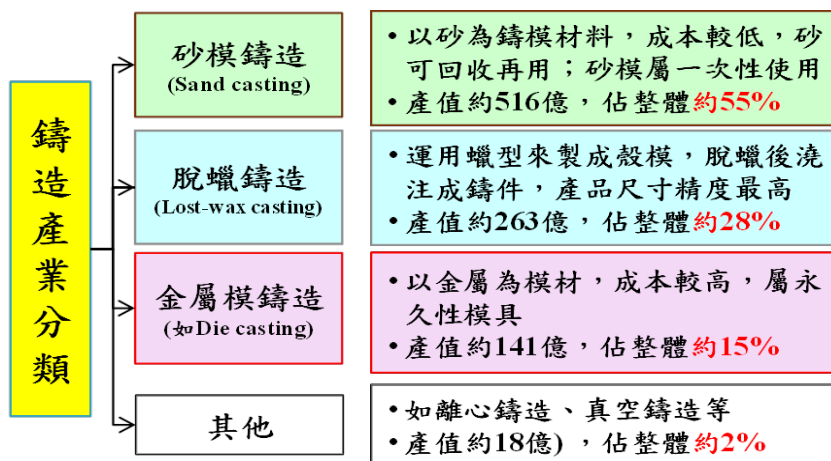 鑄造產業分類
砂模鑄造
(Sand casting)
• 以砂為鑄模材料，成本較低，砂
可回收再用；砂模屬一次性使用
• 產值約516億，佔整體約55%
脫蠟鑄造
(Lost-wax casting)
• 運用蠟型來製成殼模，脫蠟後澆
注成鑄件，產品尺寸精度最高
• 產值約263億，佔整體約28%
金屬模鑄造
(如Die casting)
• 以金屬為模材，成本較高，屬永
久性模具
• 產值約141億，佔整體約15%
其他
• 如離心鑄造、真空鑄造等
• 產值約18億)，佔整體約2%